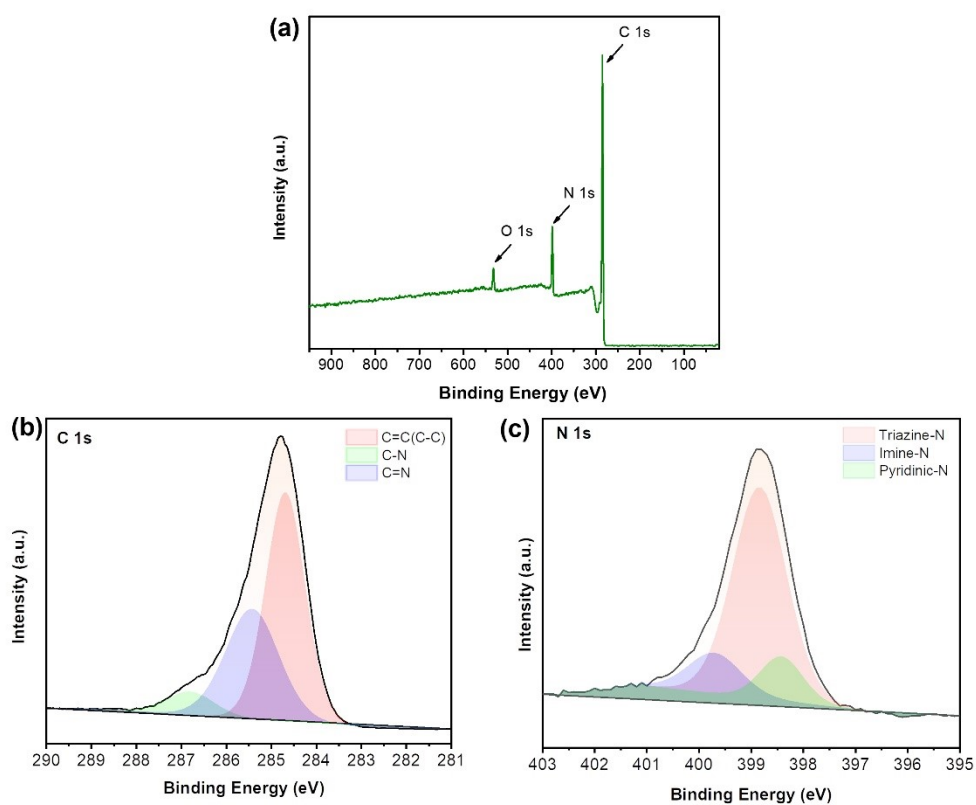 (a)
C 1s
N 1s
O 1s
Intensity (a.u.)
900 800 700 600 500 400 300 200 100
Binding Energy (eV)
(b)
C 1s
C=C(C-C)
C-N
C=N
Intensity (a.u.)
290 289 288 287 286 285 284 283 282 281
Binding Energy (eV)
(c)
N 1s
Triazine-N
Imine-N
Pyridinic-N
Intensity (a.u.)
403 402 401 400 399 398 397 396 395
Binding Energy (eV)